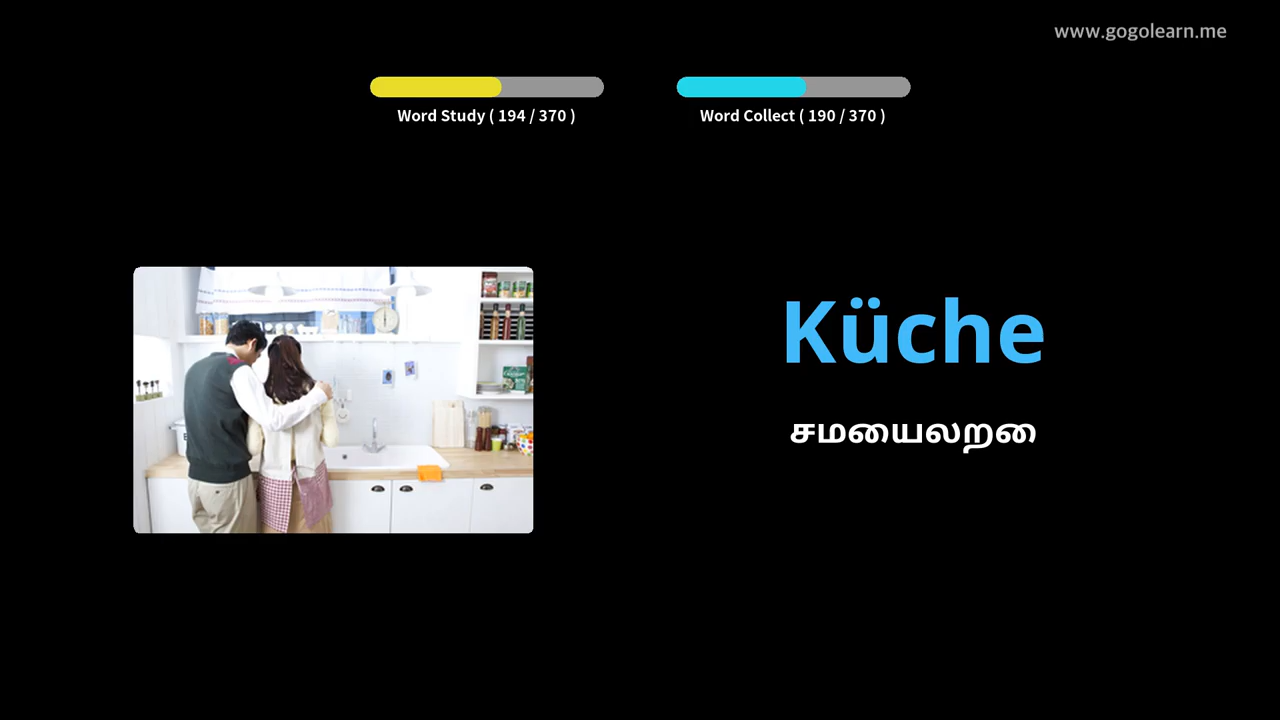 www.gogolearn.me
Word Study ( 194 / 370 )
Word Collect ( 190 / 370 )
Küche
சமையலறை